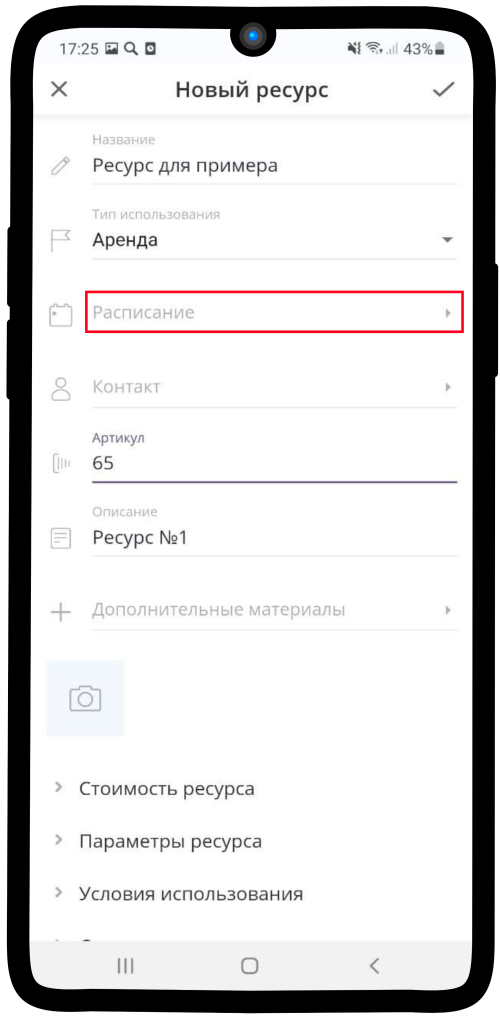 17:25 43%
Новый ресурс
Название
Ресурс для примера
Тип использования
Аренда
Расписание
Контакт
Артикул
65
Описание
Ресурс №1
Дополнительные материалы
Стоимость ресурса
Параметры ресурса
Условия использования